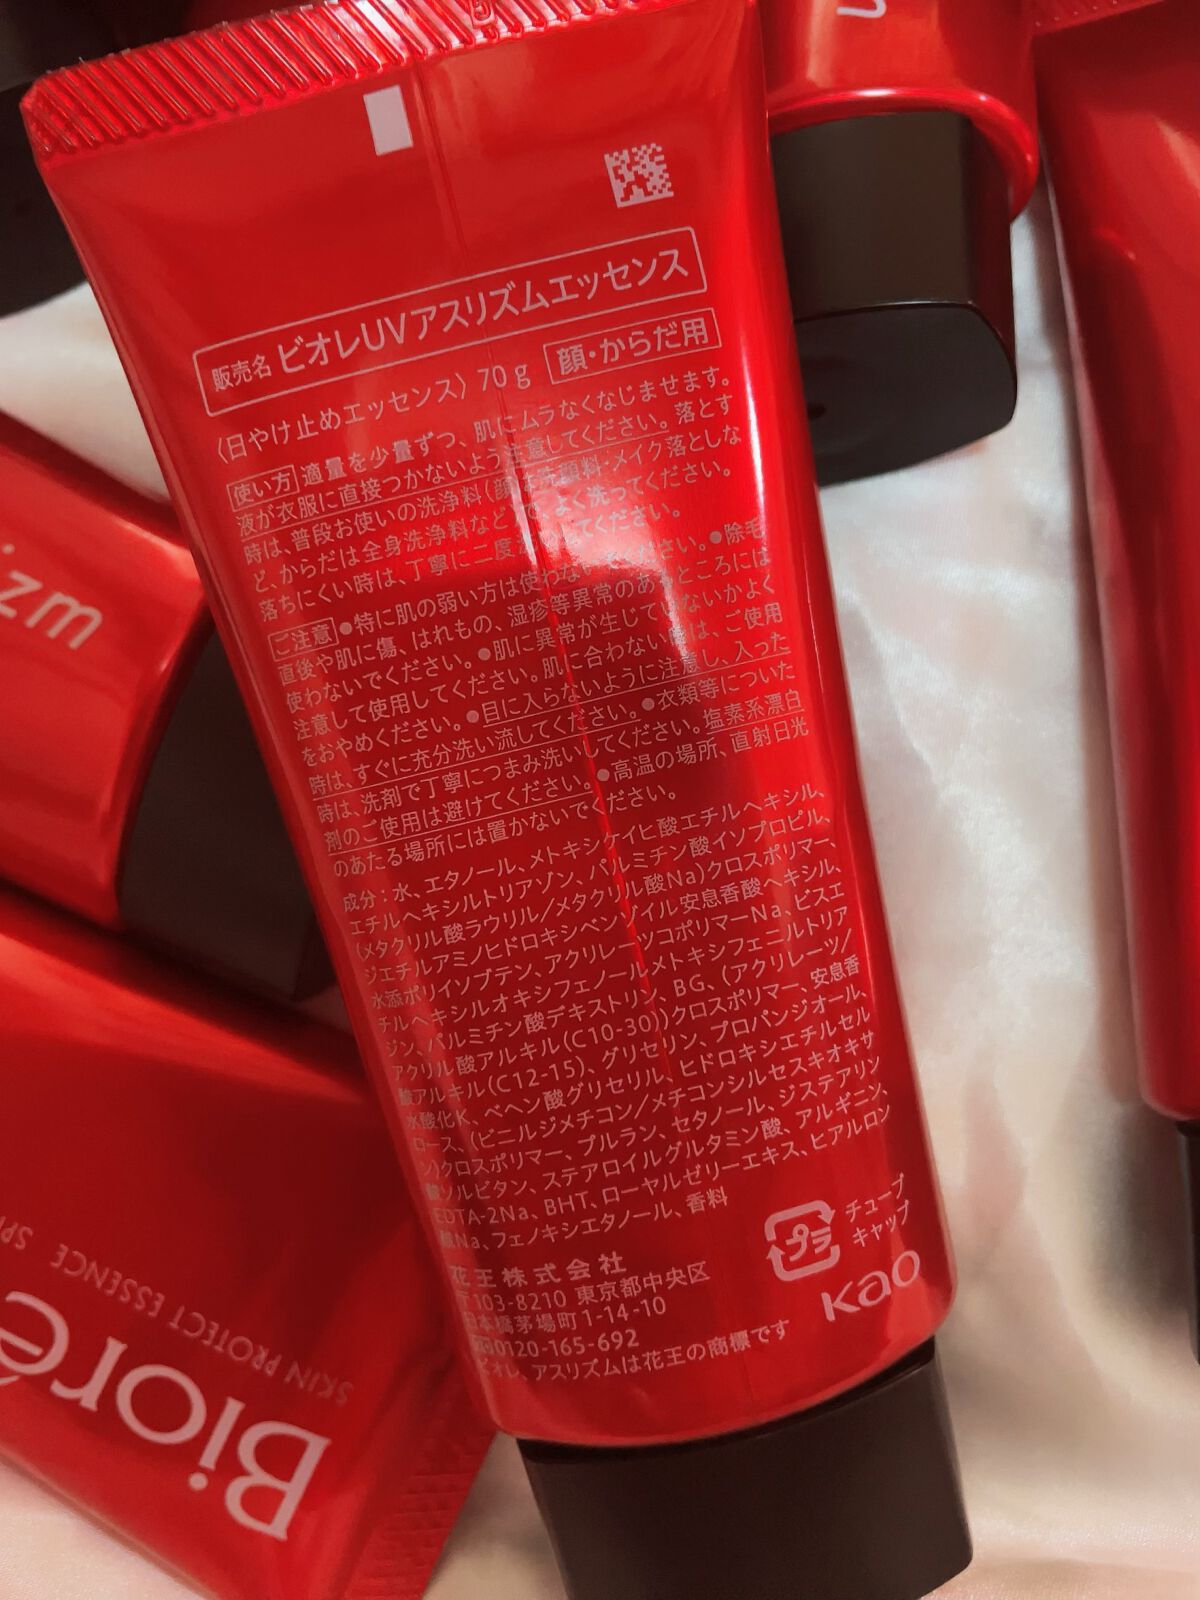 販売名 ビオレUVアスリズムエッセンス
〈日やけ止めエッセンス〉70g 顔・からだ用
使い方 適量を少量ずつ、肌にムラなくなじませます。
液が衣服に直接つかないよう注意してください。落とす
時は、普段お使いの洗浄料(顔は洗顔料・メイク落としな
ど、からだは全身洗浄料など)でよく洗ってください。
落ちにくい時は、丁寧に二度洗いしてください。
ご注意 ●特に肌の弱い方は使わないでください。●除毛
直後や肌に傷、はれもの、湿疹等異常のあるところには
使わないでください。●肌に異常が生じていないかよく
注意して使用してください。肌に合わない時は、ご使用
をおやめください。●目に入らないように注意し、入った
時は、すぐに充分洗い流してください。●衣類等についた
時は、洗剤で丁寧につまみ洗いしてください。塩素系漂白
剤のご使用は避けてください。●高温の場所、直射日光
のあたる場所には置かないでください。
成分:水、エタノール、メトキシケイヒ酸エチルヘキシル、
エチルヘキシルトリアゾン、パルミチン酸イソプロピル、
(メタクリル酸ラウリル/メタクリル酸Na)クロスポリマー、
ジエチルアミノヒドロキシベンゾイル安息香酸ヘキシル、
水添ポリイソブテン、アクリレーツコポリマーNa、ビスエ
チルヘキシルオキシフェノールメトキシフェニルトリア
ジン、パルミチン酸デキストリン、BG、(アクリレーツ/
アクリル酸アルキル(C10-30))クロスポリマー、安息香
酸アルキル(C12-15)、グリセリン、プロパンジオール、
水酸化K、ベヘン酸グリセリル、ヒドロキシエチルセル
ロース、(ビニルジメチコン/メチコンシルセスキオキサ
ン)クロスポリマー、プルラン、セタノール、ジステアリン
酸ソルビタン、ステアロイルグルタミン酸、アルギニン、
EDTA-2Na、BHT、ローヤルゼリーエキス、ヒアルロン
酸Na、フェノキシエタノール、香料
花王株式会社
〒103-8210 東京都中央区
日本橋茅場町1-14-10
0120-165-692
ビオレ、アスリズムは花王の商標です
プラ
チューブ
キャップ
Kao
izm
Bioré
SKIN PROTECT ESSENCE